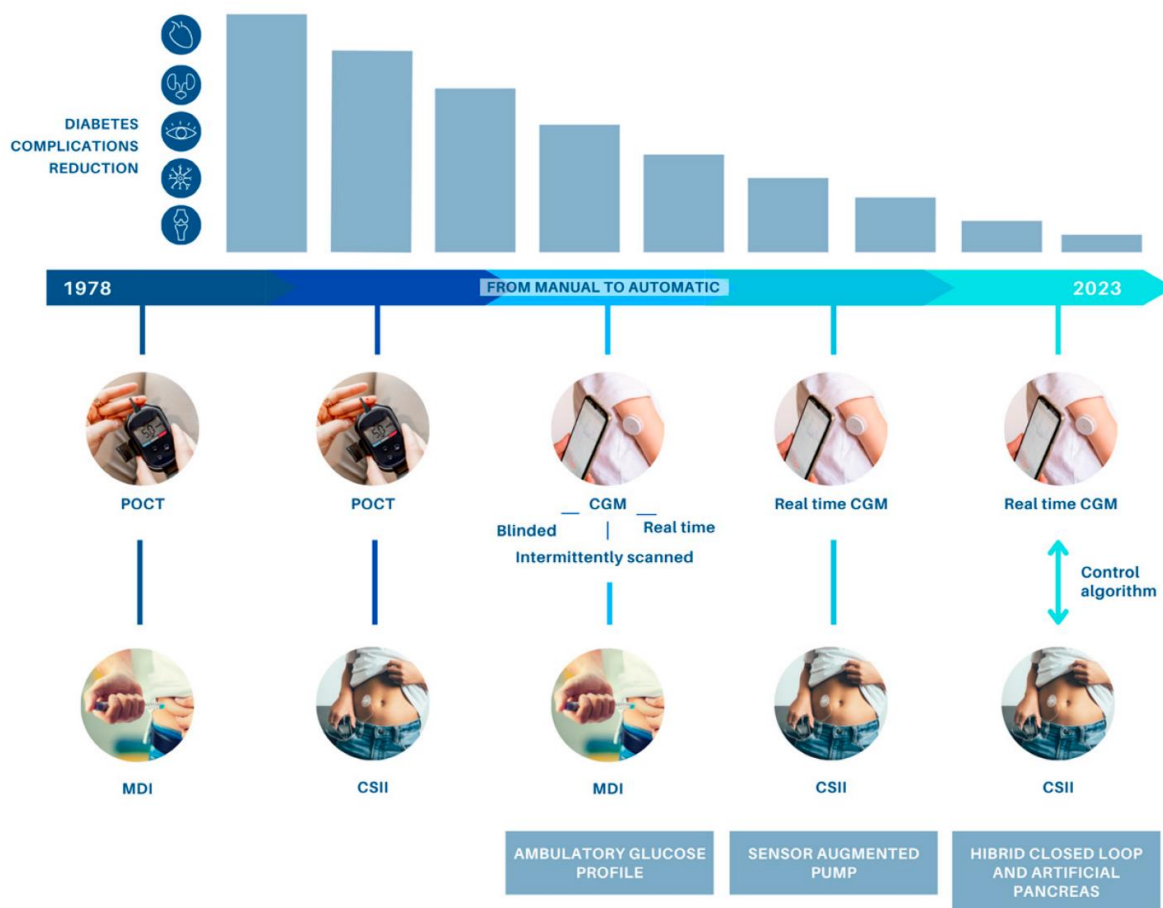 DIABETES
COMPLICATIONS
REDUCTION
1978
FROM MANUAL TO AUTOMATIC
2023
POCT
POCT
CGM
Real time CGM
Real time CGM
Blinded
Real time
Intermittently scanned
Control
algorithm
MDI
CSII
MDI
CSII
CSII
AMBULATORY GLUCOSE
PROFILE
SENSOR AUGMENTED
PUMP
HIBRID CLOSED LOOP
AND ARTIFICIAL
PANCREAS